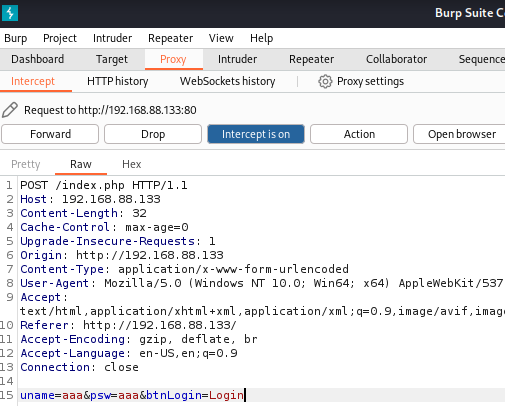 Burp Suite Co
Burp Project Intruder Repeater View Help
Dashboard Target Proxy Intruder Repeater Collaborator Sequence
Intercept HTTP history WebSockets history Proxy settings
Request to http://192.168.88.133:80
Forward Drop Intercept is on Action Open browser
Pretty Raw Hex
1 POST /index.php HTTP/1.1
2 Host: 192.168.88.133
3 Content-Length: 32
4 Cache-Control: max-age=0
5 Upgrade-Insecure-Requests: 1
6 Origin: http://192.168.88.133
7 Content-Type: application/x-www-form-urlencoded
8 User-Agent: Mozilla/5.0 (Windows NT 10.0; Win64; x64) AppleWebKit/537
9 Accept:
text/html,application/xhtml+xml,application/xml;q=0.9,image/avif,imag
10 Referer: http://192.168.88.133/
11 Accept-Encoding: gzip, deflate, br
12 Accept-Language: en-US,en;q=0.9
13 Connection: close
14
15 uname=aaa&psw=aaa&btnLogin=Login